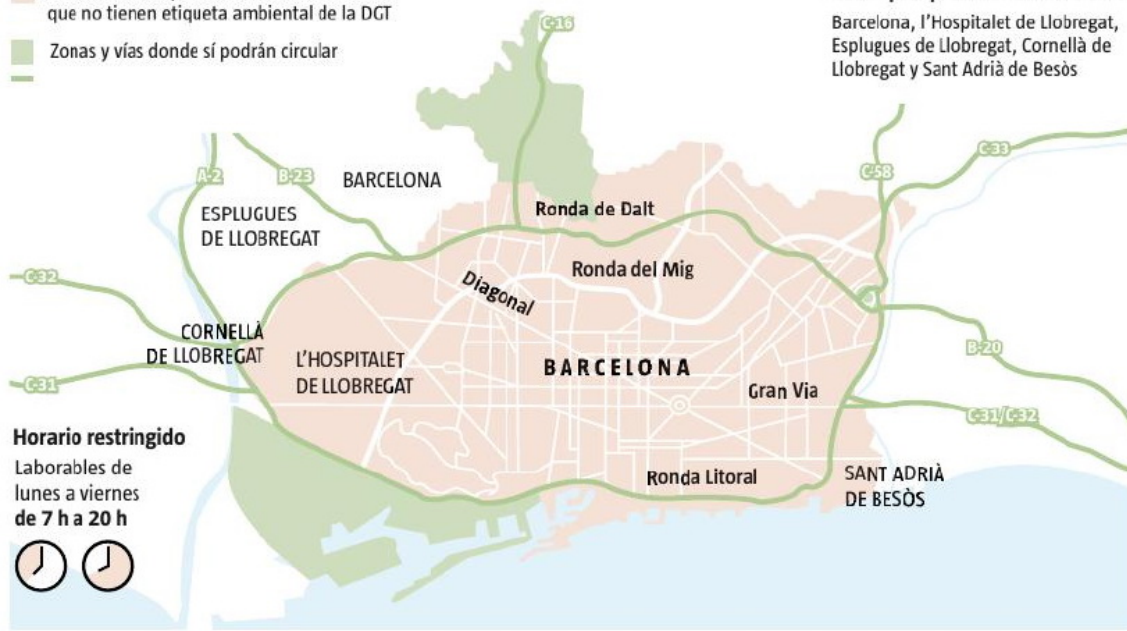 que no tienen etiqueta ambiental de la DGT
Zonas y vías donde sí podrán circular
Barcelona, l'Hospitalet de Llobregat,
Esplugues de Llobregat, Cornellà de
Llobregat y Sant Adrià de Besòs
C-16
C-33
C-58
A-2
B-23
BARCELONA
ESPLUGUES
DE LLOBREGAT
Ronda de Dalt
Ronda del Mig
Diagonal
C-32
CORNELLÀ
DE LLOBREGAT
L'HOSPITALET
DE LLOBREGAT
BARCELONA
B-20
C-31
Gran Via
C-31/C-32
Horario restringido
Laborables de
lunes a viernes
de 7 h a 20 h
Ronda Litoral
SANT ADRIÀ
DE BESÒS